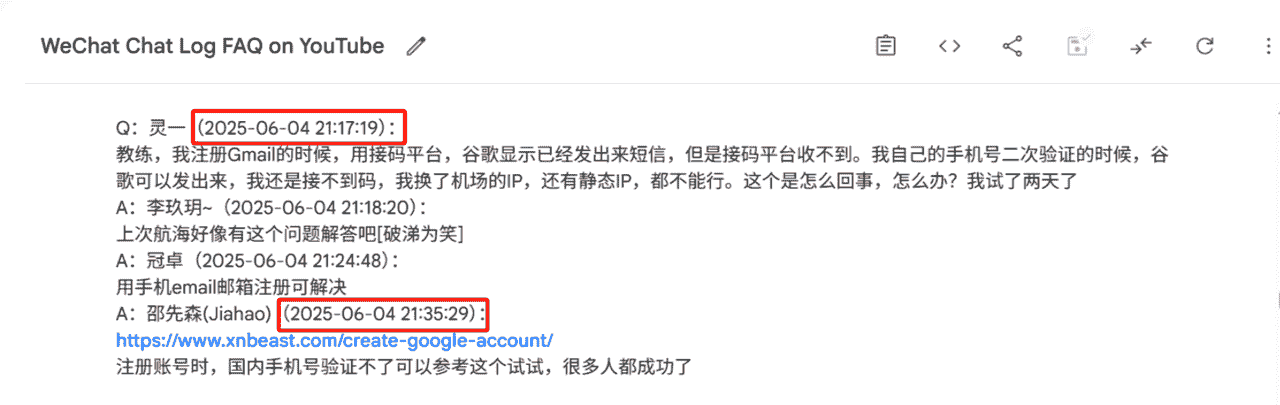 WeChat Chat Log FAQ on YouTube
Q：灵一（2025-06-04 21:17:19）：
教练，我注册Gmail的时候，用接码平台，谷歌显示已经发出来短信，但是接码平台收不到。我自己的手机号二次验证的时候，谷
歌可以发出来，我还是接不到码，我换了机场的IP，还有静态IP，都不能行。这个是怎么回事，怎么办？我试了两天了
A：李玖玥~（2025-06-04 21:18:20）：
上次航海好像有这个问题解答吧[破涕为笑]
A：冠卓（2025-06-04 21:24:48）：
用手机email邮箱注册可解决
A：邵先森(Jiahao)（2025-06-04 21:35:29）：
https://www.xnbeast.com/create-google-account/
注册账号时，国内手机号验证不了可以参考这个试试，很多人都成功了